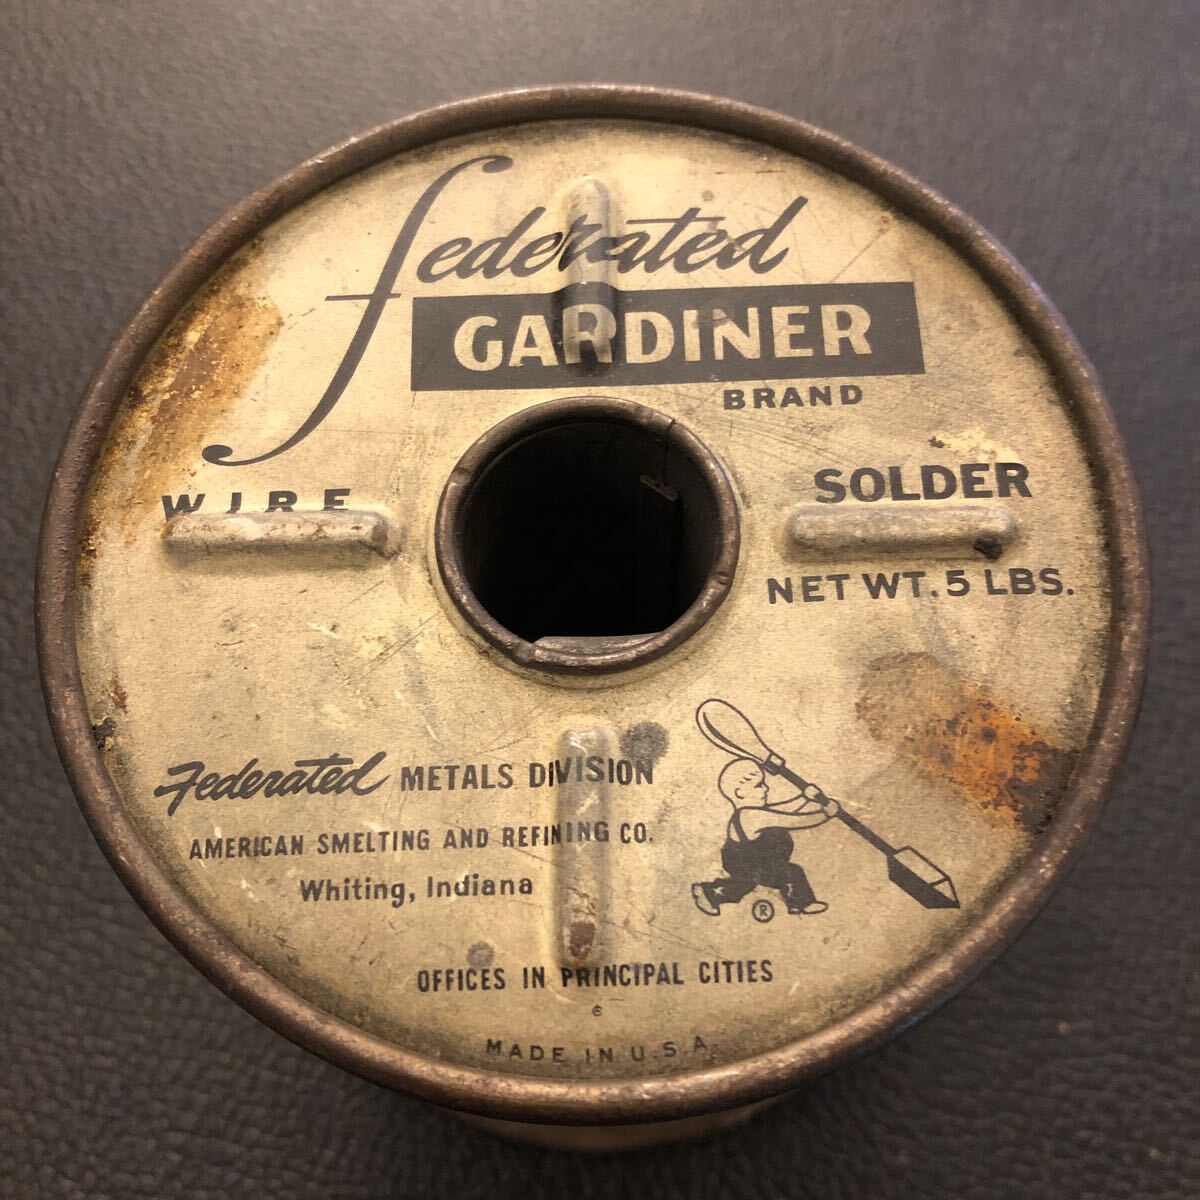 Federated
GARDINER
BRAND
WIRE
SOLDER
NET WT. 5 LBS.
Federated METALS DIVISION
AMERICAN SMELTING AND REFINING CO.
Whiting, Indiana
®
OFFICES IN PRINCIPAL CITIES
MADE IN U.S.A.